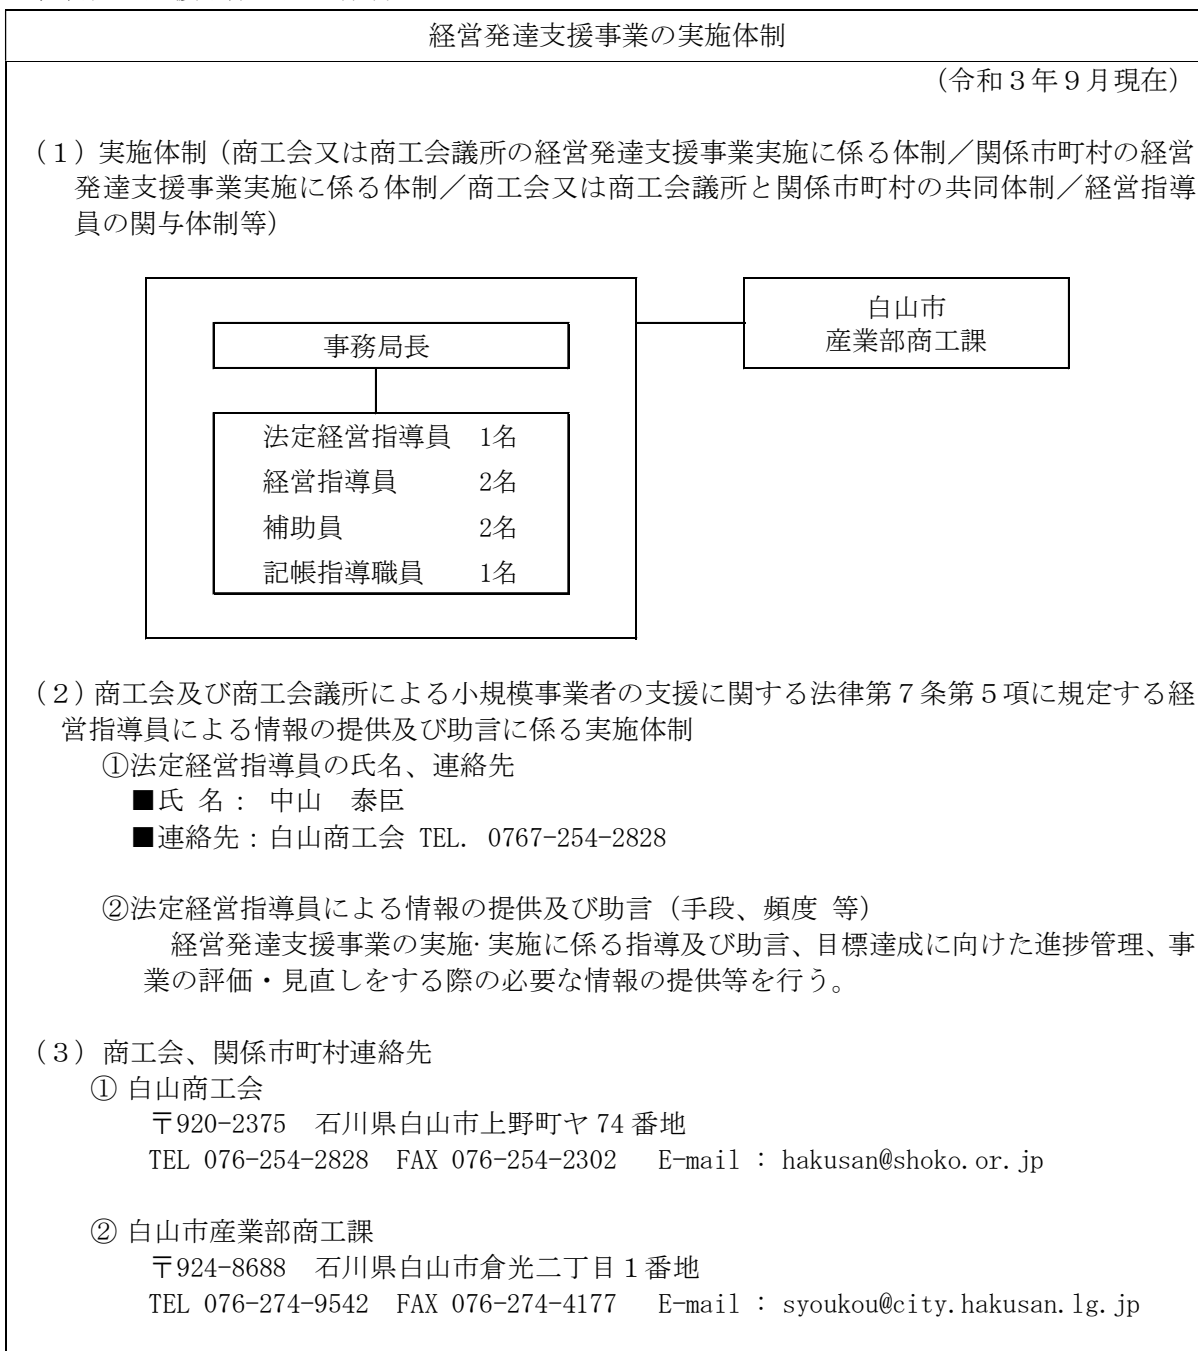 経営発達支援事業の実施体制
(令和3年9月現在)
(1)実施体制(商工会又は商工会議所の経営発達支援事業実施に係る体制/関係市町村の経営
発達支援事業実施に係る体制/商工会又は商工会議所と関係市町村の共同体制/経営指導
員の関与体制等)
白山市
産業部商工課
事務局長
法定経営指導員 1名
経営指導員 2名
補助員 2名
記帳指導職員 1名
(2)商工会及び商工会議所による小規模事業者の支援に関する法律第7条第5項に規定する経
営指導員による情報の提供及び助言に係る実施体制
①法定経営指導員の氏名、連絡先
■氏 名: 中山 泰臣
■連絡先:白山商工会 TEL. 0767-254-2828
②法定経営指導員による情報の提供及び助言(手段、頻度 等)
経営発達支援事業の実施・実施に係る指導及び助言、目標達成に向けた進捗管理、事
業の評価・見直しをする際の必要な情報の提供等を行う。
(3)商工会、関係市町村連絡先
① 白山商工会
〒920-2375 石川県白山市上野町ヤ74番地
TEL 076-254-2828 FAX 076-254-2302 E-mail : hakusan@shoko.or.jp
② 白山市産業部商工課
〒924-8688 石川県白山市倉光二丁目1番地
TEL 076-274-9542 FAX 076-274-4177 E-mail : syoukou@city.hakusan.lg.jp